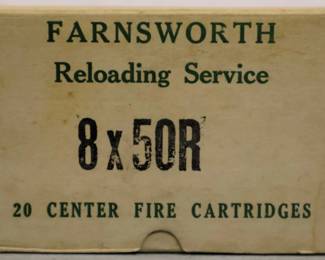 FARNSWORTH
Reloading Service
8x50R
20 CENTER FIRE CARTRIDGES